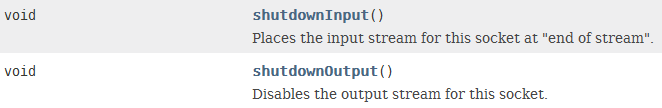 void shutdownInput()
Places the input stream for this socket at "end of stream".
void shutdownOutput()
Disables the output stream for this socket.